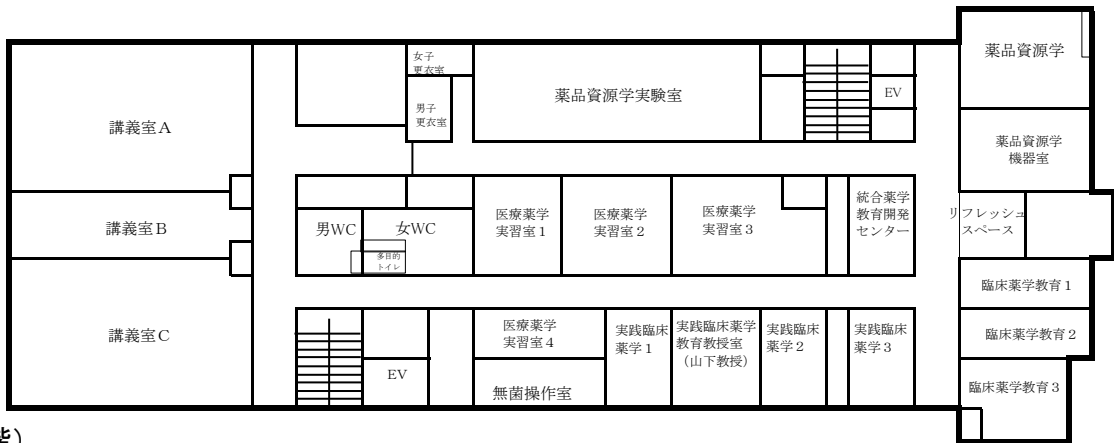 女子
更衣室
薬品資源学
薬品資源学実験室
EV
男子
更衣室
講義室A
薬品資源学
機器室
統合薬学
教育開発
センター
医療薬学
実習室1
医療薬学
実習室2
医療薬学
実習室3
リフレッシュ
スペース
講義室B
男WC
女WC
多目的
トイレ
臨床薬学教育1
講義室C
医療薬学
実習室4
実践臨床
薬学1
実践臨床薬学
教育教授室
(山下教授)
実践臨床
薬学2
実践臨床
薬学3
臨床薬学教育2
EV
無菌操作室
臨床薬学教育3
階)